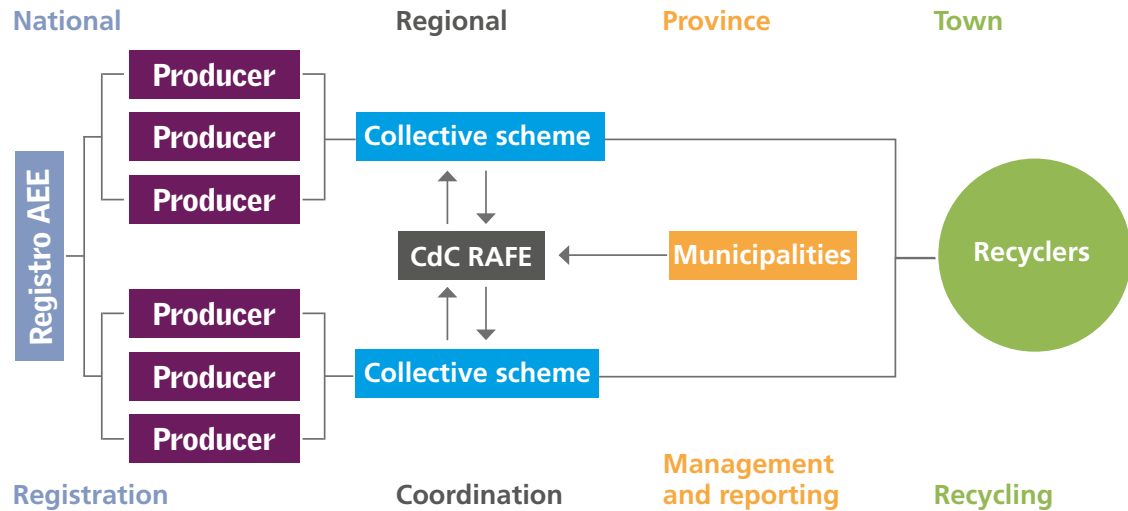 National
Regional
Province
Town
Producer
Producer
Producer
Collective scheme
Registro AEE
CdC RAFE
Municipalities
Recyclers
Producer
Producer
Producer
Collective scheme
Registration
Coordination
Management
and reporting
Recycling